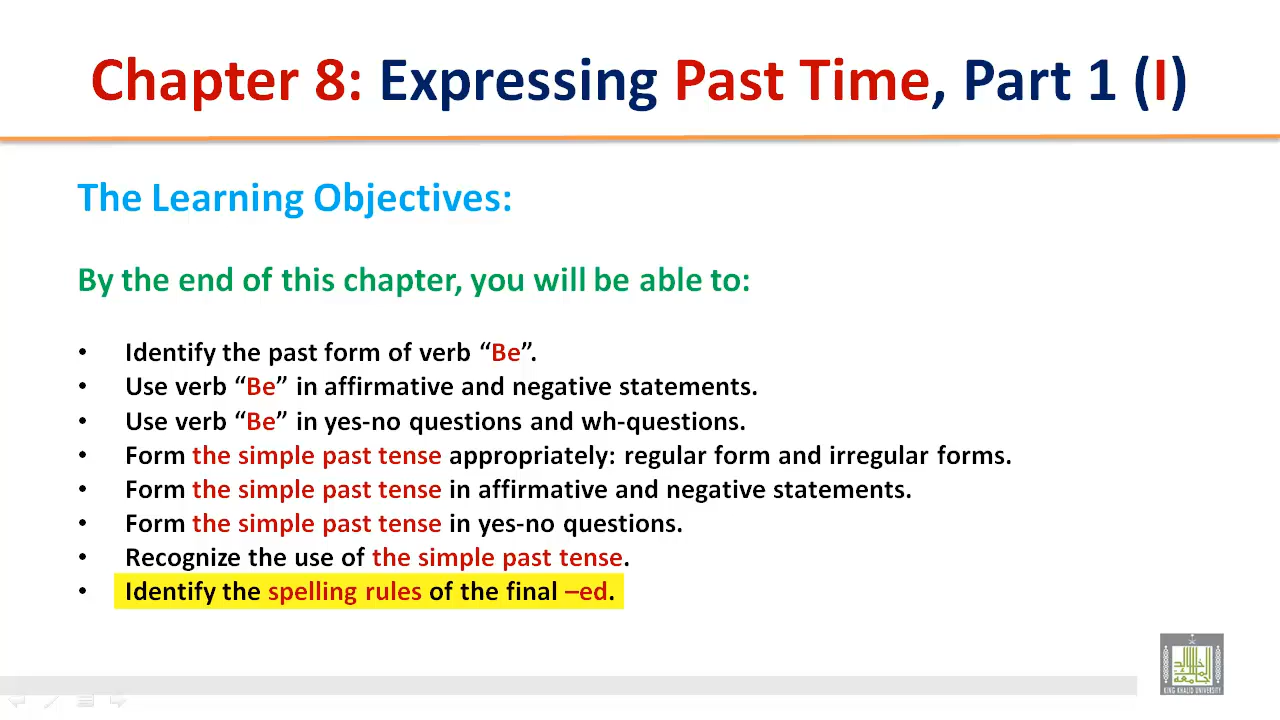 Chapter 8: Expressing Past Time, Part 1 (I)
The Learning Objectives:
By the end of this chapter, you will be able to:
• Identify the past form of verb “Be”.
• Use verb “Be” in affirmative and negative statements.
• Use verb “Be” in yes-no questions and wh-questions.
• Form the simple past tense appropriately: regular form and irregular forms.
• Form the simple past tense in affirmative and negative statements.
• Form the simple past tense in yes-no questions.
• Recognize the use of the simple past tense.
• Identify the spelling rules of the final –ed.
KING KHALID UNIVERSITY